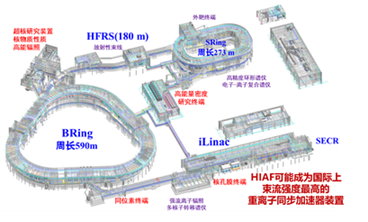 超核研究装置
核物质性质
高能辐照
HFRS(180 m)
放射性束线
外靶终端
SRing
周长273 m
高精度环形谱仪
电子-离子复合谱仪
高能量密度
研究终端
BRing
周长590m
iLinac
SECR
核孔膜终端
同位素终端
强流离子辐照
多核子转移谱仪
HIAF可能成为国际上
束流强度最高的
重离子同步加速器装置